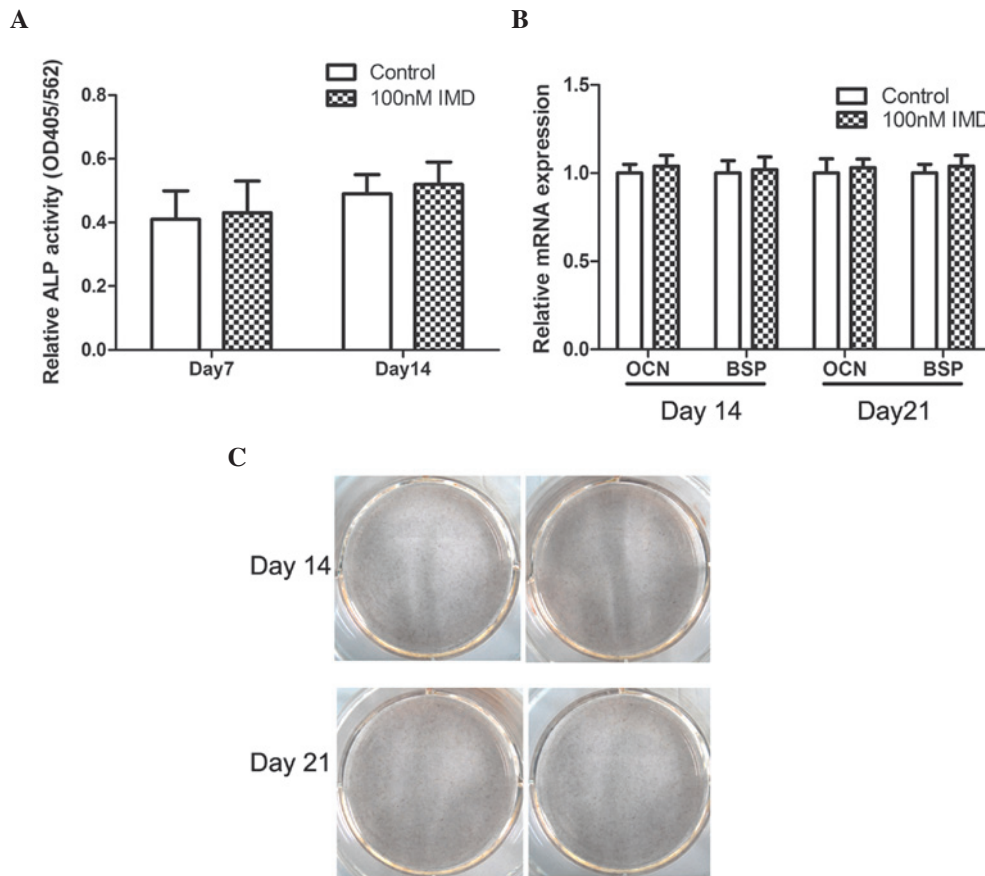 A
Relative ALP activity (OD405/562)
0.8
0.6
0.4
0.2
0.0
Control
100nM IMD
Day7
Day14
B
Relative mRNA expression
1.5
1.0
0.5
0.0
Control
100nM IMD
OCN
BSP
OCN
BSP
Day 14
Day21
C
Day 14
Day 21